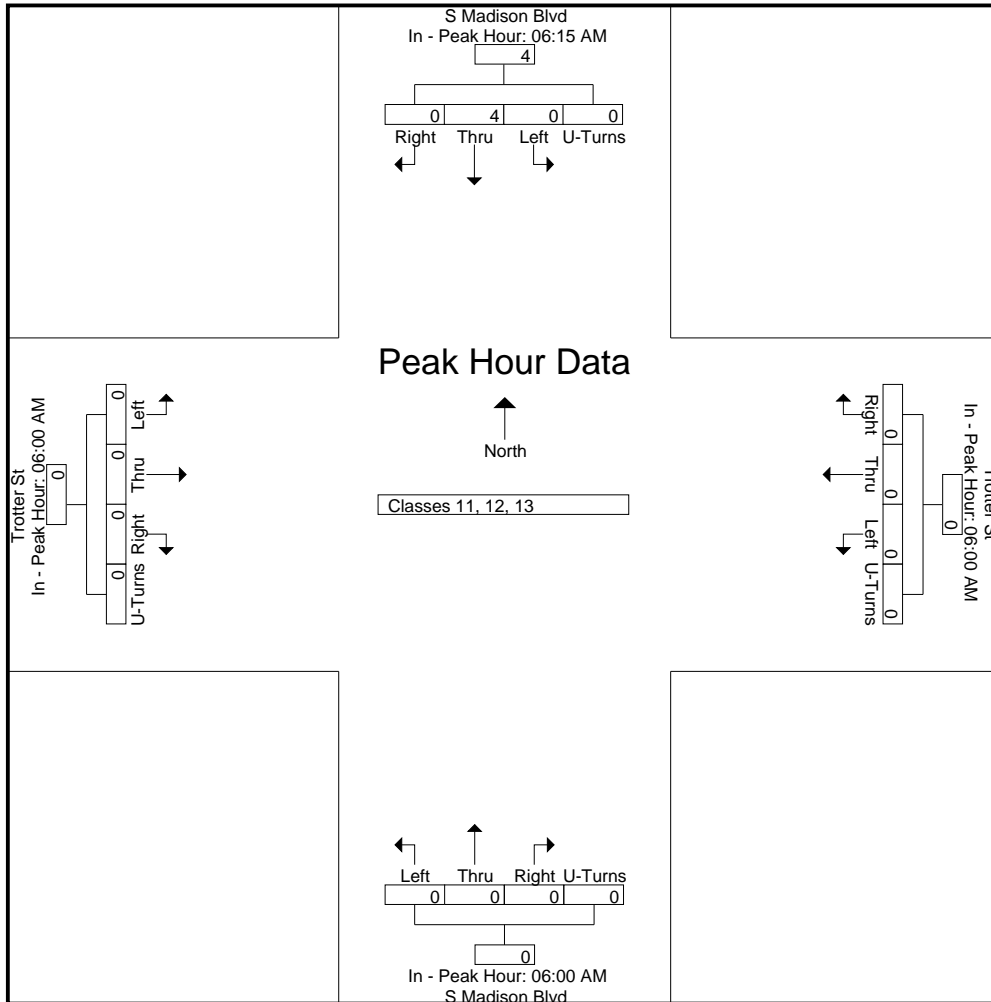 S Madison Blvd
In - Peak Hour: 06:15 AM
4
0 4 0 0
Right Thru Left U-Turns
Peak Hour Data
North
Classes 11, 12, 13
Trotter St
In - Peak Hour: 06:00 AM
0
0 0 0 0
Left Thru Right U-Turns
Right Thru Left U-Turns
0 0 0 0
0
In - Peak Hour: 06:00 AM
Trotter St
Left Thru Right U-Turns
0 0 0 0
0
In - Peak Hour: 06:00 AM
S Madison Blvd